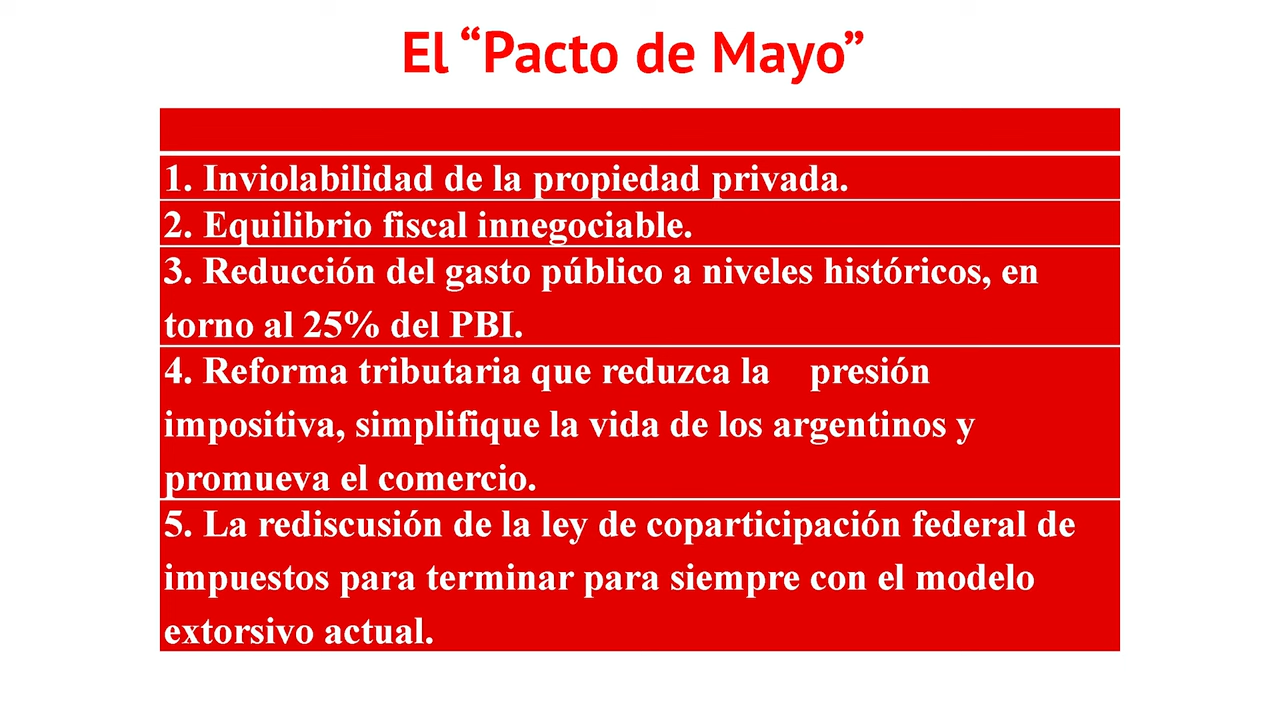 El “Pacto de Mayo”
1. Inviolabilidad de la propiedad privada.
2. Equilibrio fiscal innegociable.
3. Reducción del gasto público a niveles históricos, en
torno al 25% del PBI.
4. Reforma tributaria que reduzca la    presión
impositiva, simplifique la vida de los argentinos y
promueva el comercio.
5. La rediscusión de la ley de coparticipación federal de
impuestos para terminar para siempre con el modelo
extorsivo actual.